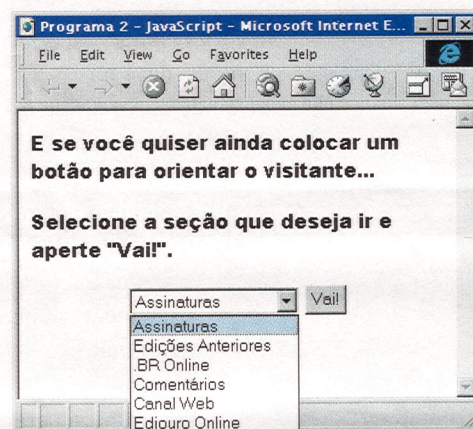 Programa 2 - JavaScript - Microsoft Internet E...
File Edit View Go Favorites Help
E se você quiser ainda colocar um
botão para orientar o visitante...
Selecione a seção que deseja ir e
aperte "Vai!".
Assinaturas Vai!
Assinaturas
Edições Anteriores
.BR Online
Comentários
Canal Web
Ediouro Online